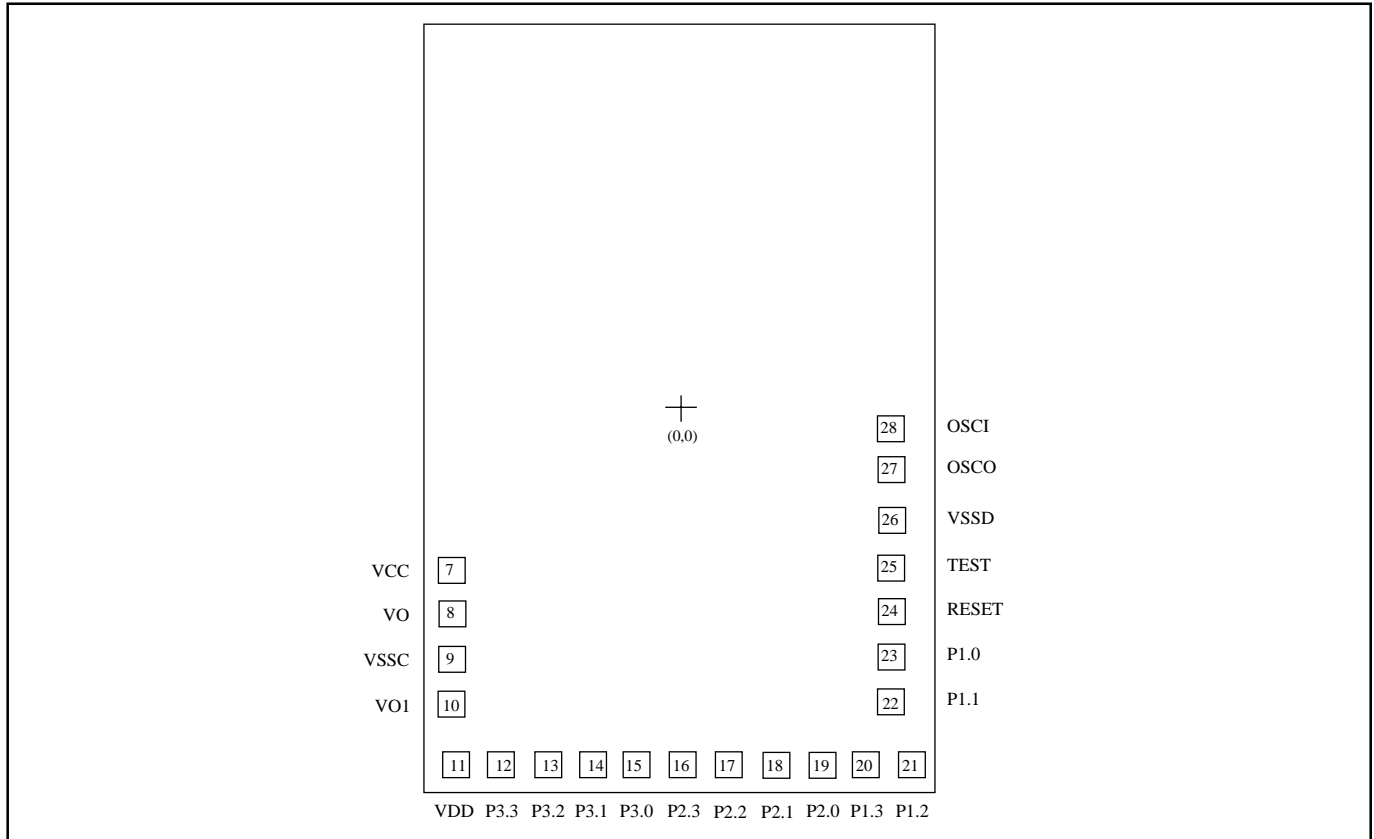 (0,0)
28 OSCI
27 OSCO
26 VSSD
VCC 7 25 TEST
VO 8 24 RESET
VSSC 9 23 P1.0
VO1 10 22 P1.1
11 12 13 14 15 16 17 18 19 20 21
VDD P3.3 P3.2 P3.1 P3.0 P2.3 P2.2 P2.1 P2.0 P1.3 P1.2